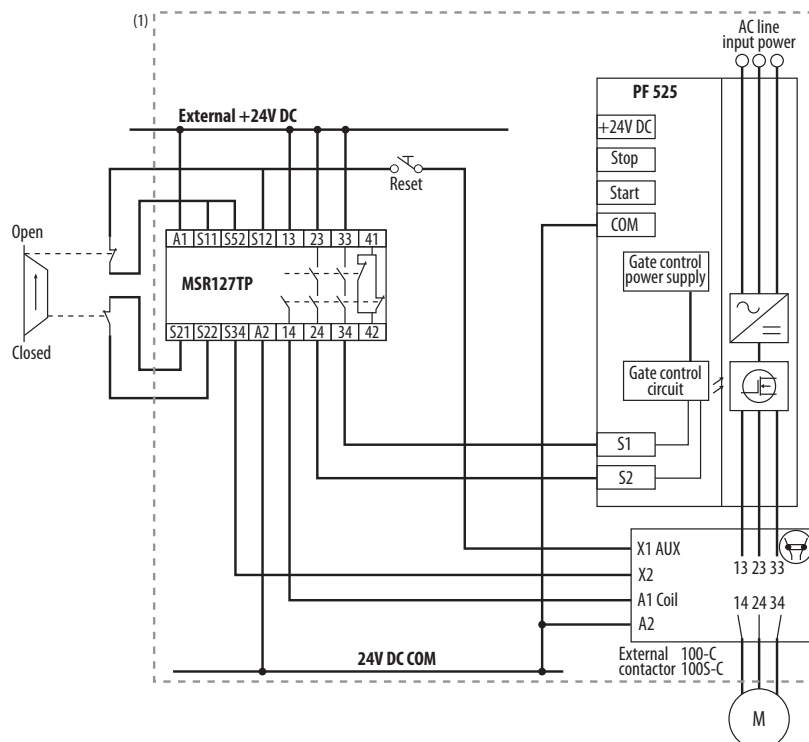 (1)
AC line
input power
External +24V DC
PF 525
+24V DC
Stop
Start
COM
Reset
Open
Closed
A1 S11 S52 S12 13 23 33 41
MSR127TP
S21 S22 S34 A2 14 24 34 42
Gate control
power supply
Gate control
circuit
S1
S2
X1 AUX
X2
A1 Coil
A2
13 23 33
14 24 34
24V DC COM
External 100-C
contactor 100S-C
M